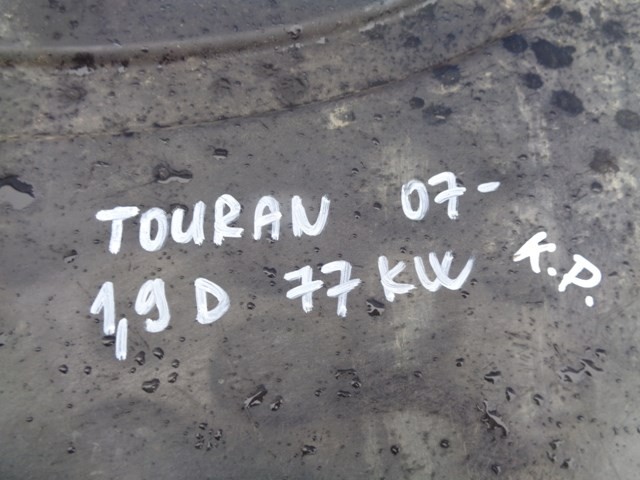 TOURAN 07-
1,9 D 77 KW K.P.